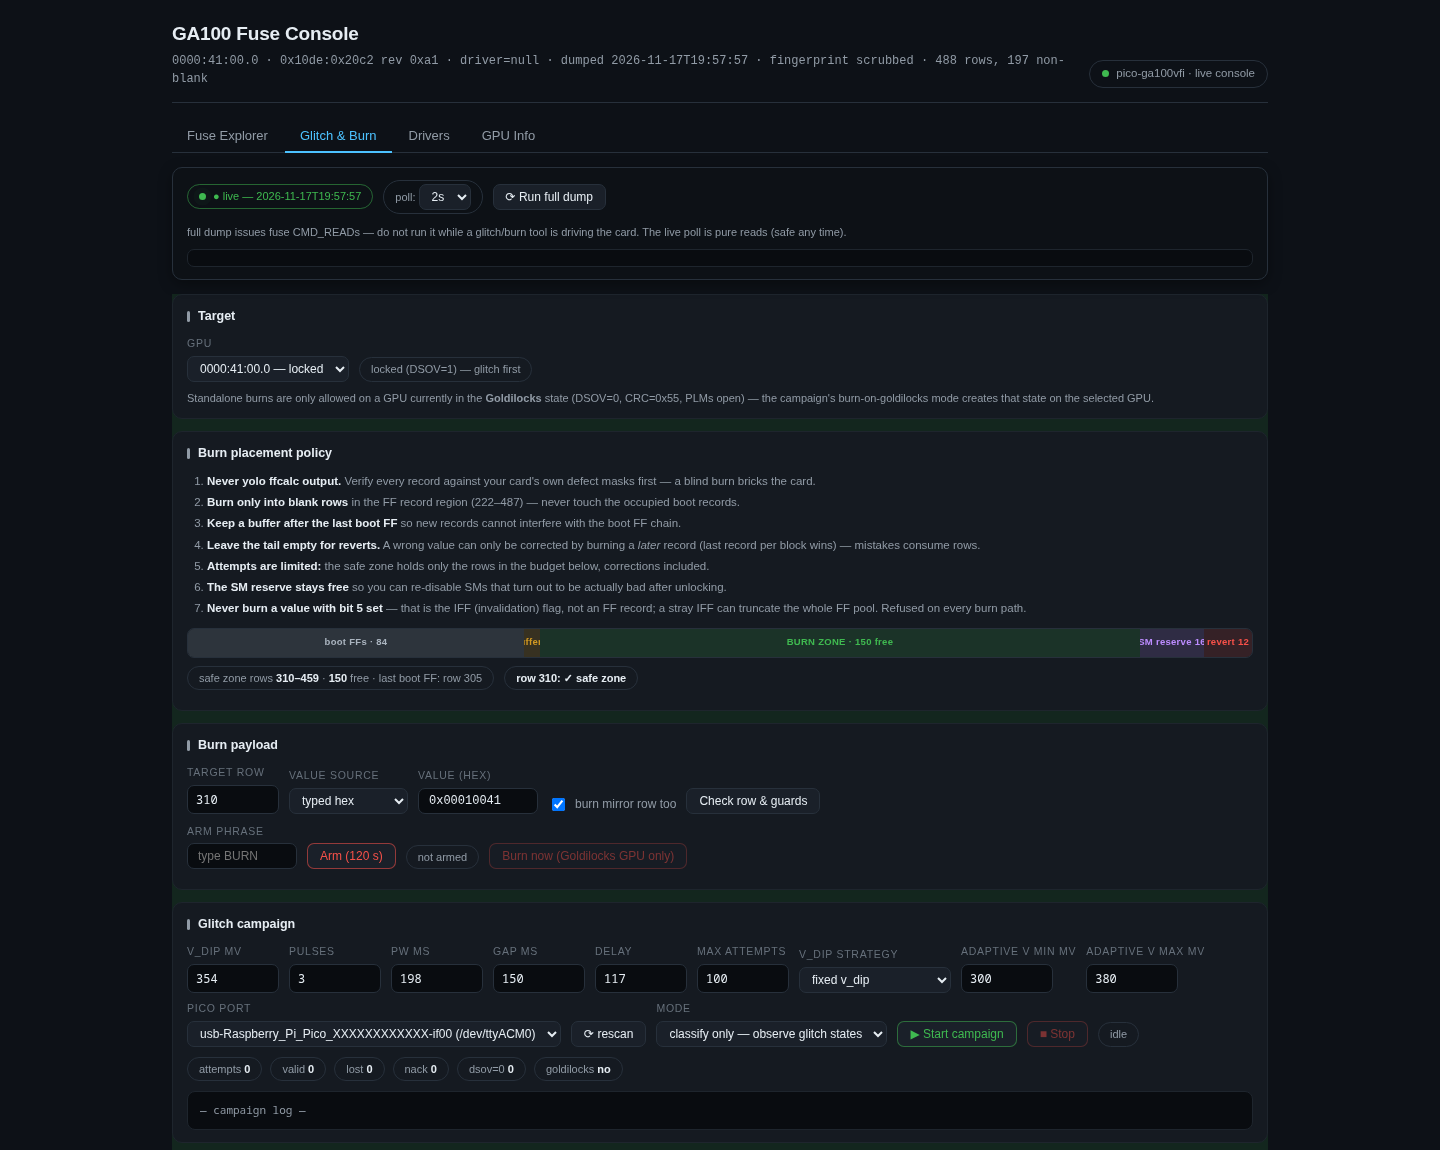 GA100 Fuse Console
0000:41:00.0 · 0x10de:0x20c2 rev 0xa1 · driver=null · dumped 2026-11-17T19:57:57 · fingerprint scrubbed · 488 rows, 197 non-
blank
pico-ga100vfi · live console
Fuse Explorer Glitch & Burn Drivers GPU Info
● live — 2026-11-17T19:57:57 poll: 2s ⟳ Run full dump
full dump issues fuse CMD_READs — do not run it while a glitch/burn tool is driving the card. The live poll is pure reads (safe any time).
Target
GPU
0000:41:00.0 — locked locked (DSOV=1) — glitch first
Standalone burns are only allowed on a GPU currently in the Goldilocks state (DSOV=0, CRC=0x55, PLMs open) — the campaign's burn-on-goldilocks mode creates that state on the selected GPU.
Burn placement policy
1. Never yolo ffcalc output. Verify every record against your card's own defect masks first — a blind burn bricks the card.
2. Burn only into blank rows in the FF record region (222–487) — never touch the occupied boot records.
3. Keep a buffer after the last boot FF so new records cannot interfere with the boot FF chain.
4. Leave the tail empty for reverts. A wrong value can only be corrected by burning a later record (last record per block wins) — mistakes consume rows.
5. Attempts are limited: the safe zone holds only the rows in the budget below, corrections included.
6. The SM reserve stays free so you can re-disable SMs that turn out to be actually bad after unlocking.
7. Never burn a value with bit 5 set — that is the IFF (invalidation) flag, not an FF record; a stray IFF can truncate the whole FF pool. Refused on every burn path.
boot FFs · 84 BURN ZONE · 150 free SM reserve 16 revert 12
safe zone rows 310–459 · 150 free · last boot FF: row 305 row 310: ✓ safe zone
Burn payload
TARGET ROW VALUE SOURCE VALUE (HEX)
310 typed hex 0x00010041 burn mirror row too Check row & guards
ARM PHRASE
type BURN Arm (120 s) not armed Burn now (Goldilocks GPU only)
Glitch campaign
V_DIP MV PULSES PW MS GAP MS DELAY MAX ATTEMPTS V_DIP STRATEGY ADAPTIVE V MIN MV ADAPTIVE V MAX MV
354 3 198 150 117 100 fixed v_dip 300 380
PICO PORT MODE
usb-Raspberry_Pi_Pico_XXXXXXXXXXXX-if00 (/dev/ttyACM0) ⟳ rescan classify only — observe glitch states ▶ Start campaign ■ Stop idle
attempts 0 valid 0 lost 0 nack 0 dsov=0 0 goldilocks no
— campaign log —